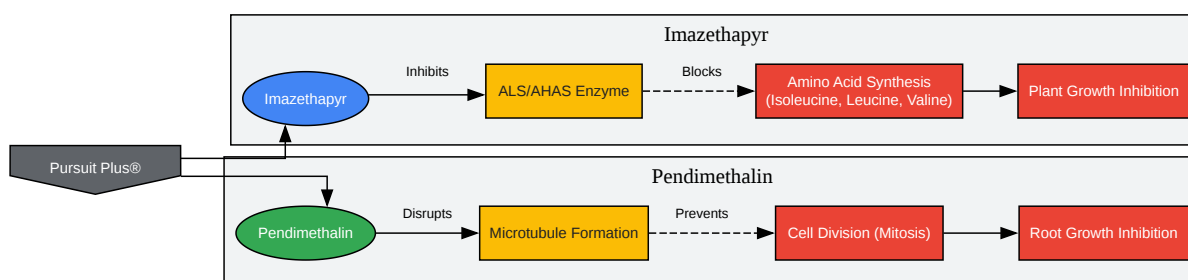 Imazethapyr
Inhibits
Blocks
Imazethapyr
ALS/AHAS Enzyme
Amino Acid Synthesis
(Isoleucine, Leucine, Valine)
Plant Growth Inhibition
Pursuit Plus®
Pendimethalin
Disrupts
Prevents
Pendimethalin
Microtubule Formation
Cell Division (Mitosis)
Root Growth Inhibition